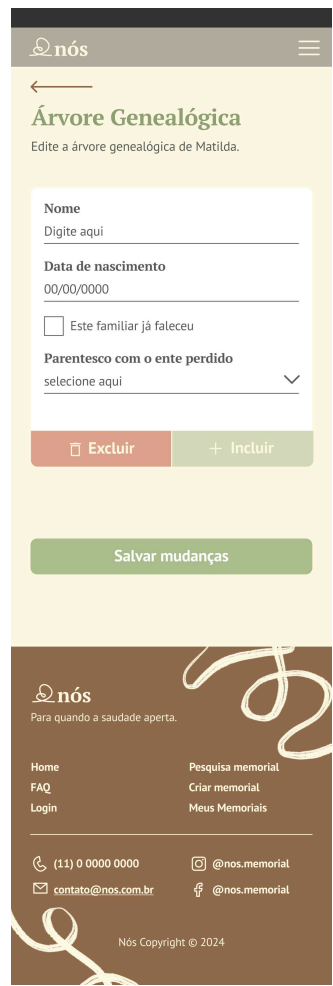 nós
Árvore Genealógica
Edite a árvore genealógica de Matilda.
Nome
Digite aqui
Data de nascimento
00/00/0000
Este familiar já faleceu
Parentesco com o ente perdido
selecione aqui
Excluir
Incluir
Salvar mudanças
nós
Para quando a saudade aperta.
Home
Pesquisa memorial
FAQ
Criar memorial
Login
Meus Memoriais
(11) 0 0000 0000
@nos.memorial
contato@nos.com.br
@nos.memorial
Nós Copyright © 2024